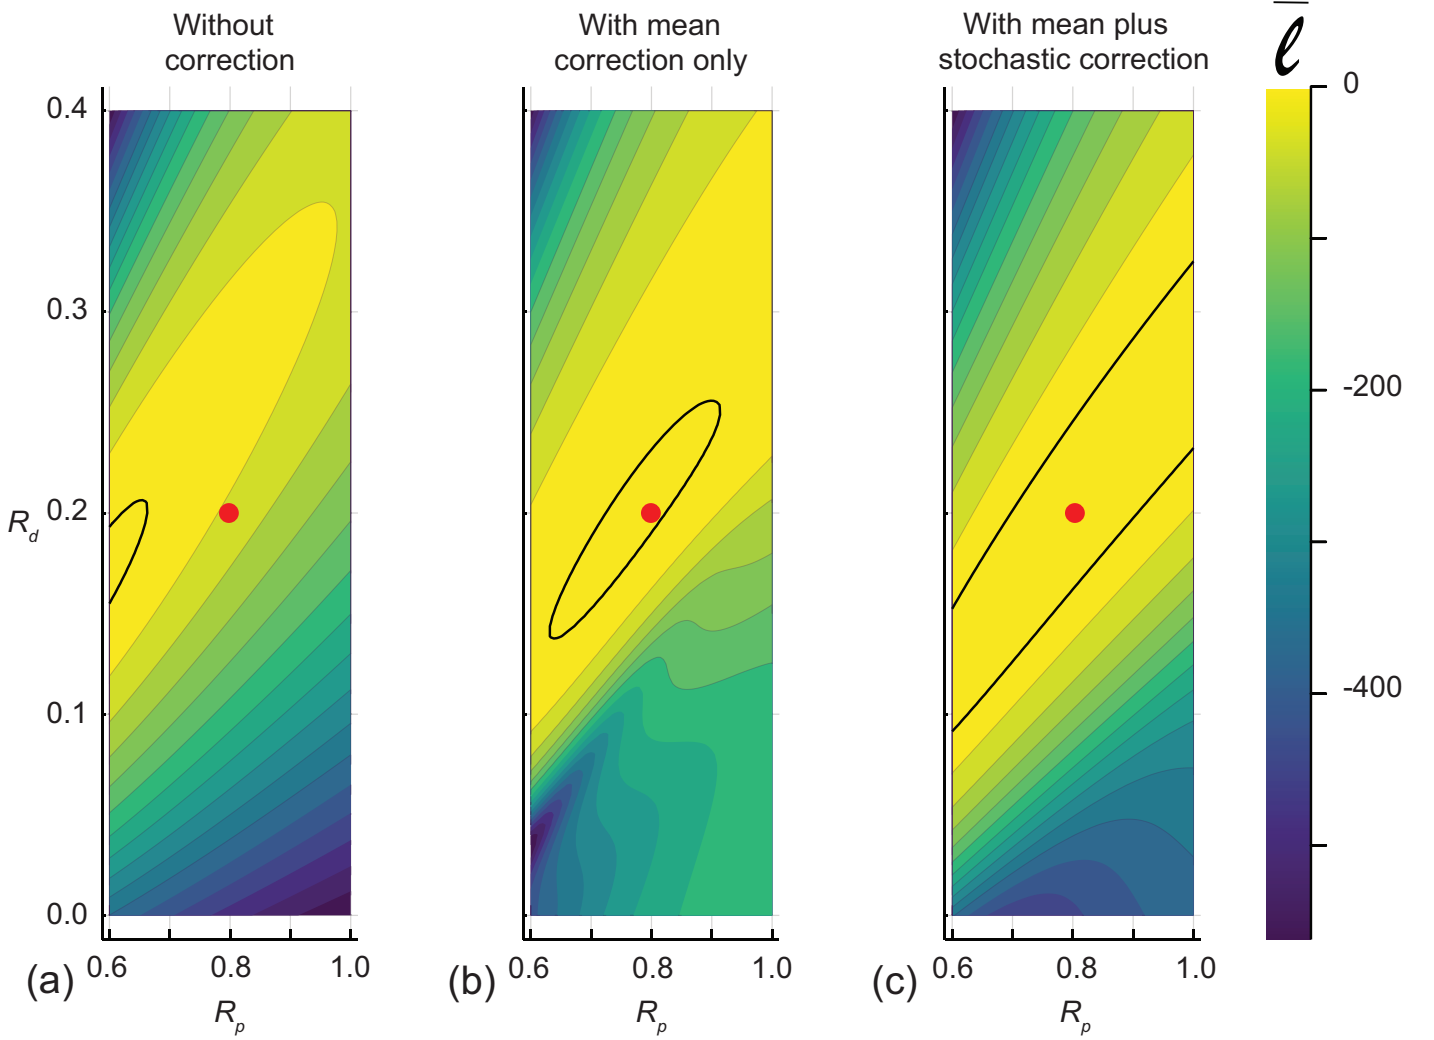 Without
correction
With mean
correction only
With mean plus
stochastic correction
ℓ̅
0
-200
-400
0.4
0.3
0.2
0.1
0.0
R_d
0.6 0.8 1.0
0.6 0.8 1.0
0.6 0.8 1.0
(a)
(b)
(c)
R_p
R_p
R_p